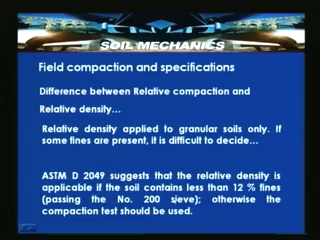 SOIL MECHANICS
Field compaction and specifications
Difference between Relative compaction and
Relative density...
Relative density applied to granular soils only. If
some fines are present, it is difficult to decide...
ASTM D 2049 suggests that the relative density is
applicable if the soil contains less than 12 % fines
(passing the No. 200 sieve); otherwise the
compaction test should be used.